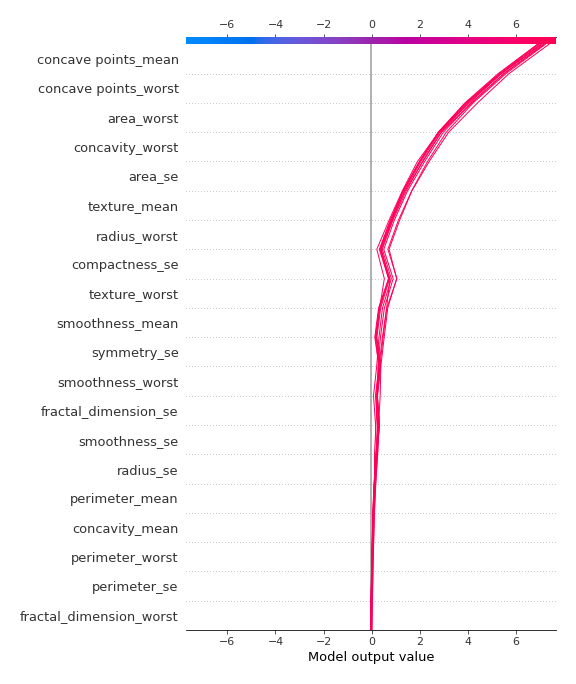 −6 −4 −2 0 2 4 6
concave points_mean
concave points_worst
area_worst
concavity_worst
area_se
texture_mean
radius_worst
compactness_se
texture_worst
smoothness_mean
symmetry_se
smoothness_worst
fractal_dimension_se
smoothness_se
radius_se
perimeter_mean
concavity_mean
perimeter_worst
perimeter_se
fractal_dimension_worst
−6 −4 −2 0 2 4 6
Model output value